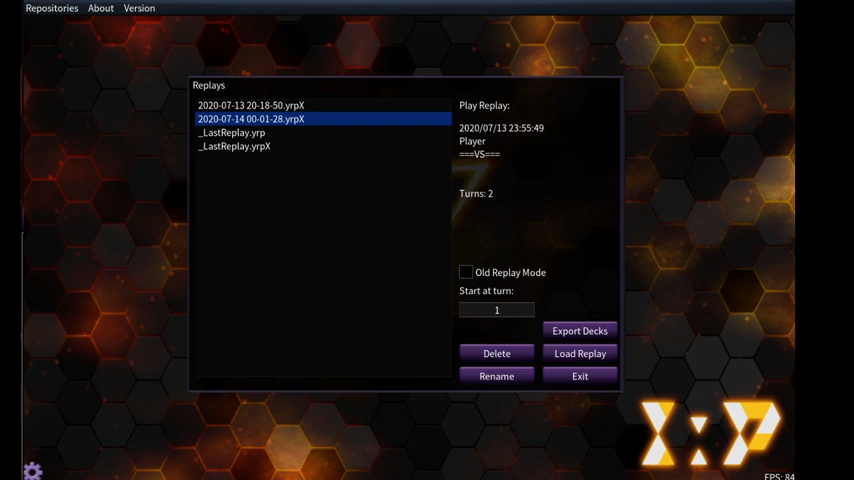 Repositories About Version
Replays
2020-07-13 20-18-50.yrpX
2020-07-14 00-01-28.yrpX
_LastReplay.yrp
_LastReplay.yrpX
Play Replay:
2020/07/13 23:55:49
Player
===VS===
Turns: 2
Old Replay Mode
Start at turn:
1
Export Decks
Delete Load Replay
Rename Exit
X:P
FPS: 84